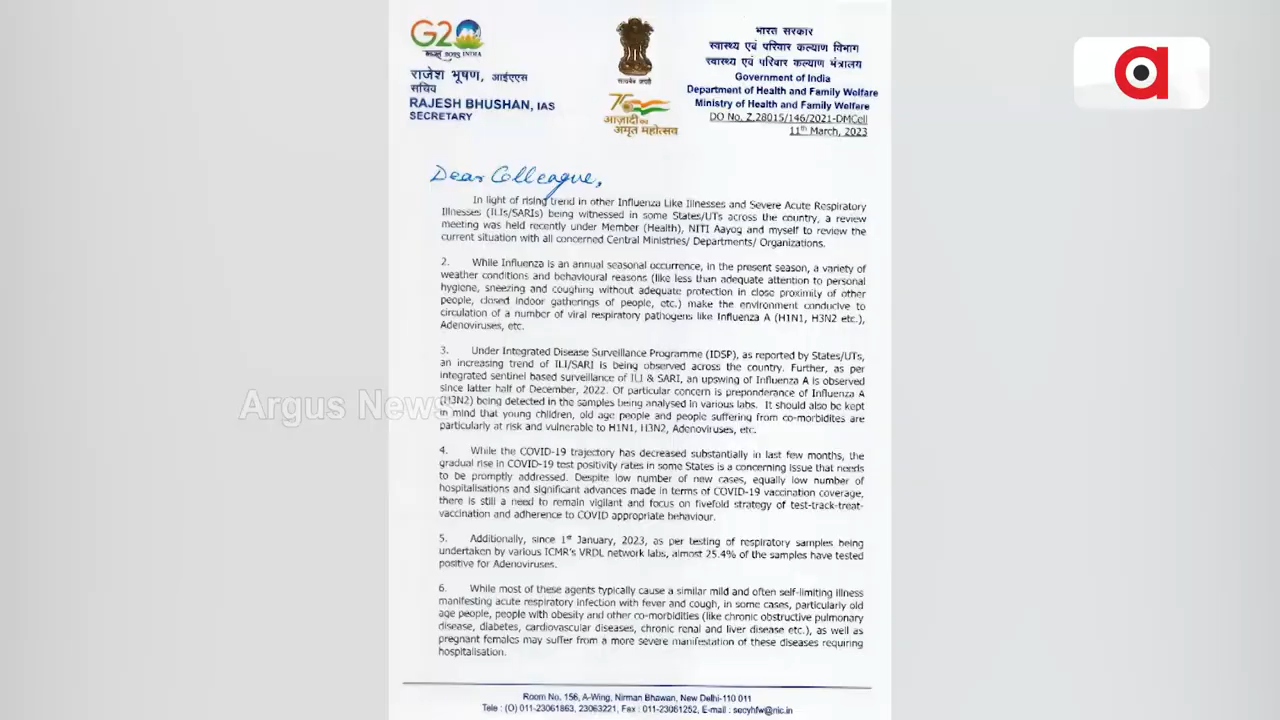 G20
भारत 2023 INDIA
राजेश भूषण, आईएएस
सचिव
RAJESH BHUSHAN, IAS
SECRETARY
सत्यमेव जयते
75
आज़ादी का
अमृत महोत्सव
भारत सरकार
स्वास्थ्य एवं परिवार कल्याण विभाग
स्वास्थ्य एवं परिवार कल्याण मंत्रालय
Government of India
Department of Health and Family Welfare
Ministry of Health and Family Welfare
DO No. Z.28015/146/2021-DMCell
11th March, 2023
a
Dear Colleague,
In light of rising trend in other Influenza Like Illnesses and Severe Acute Respiratory
Illnesses (ILIs/SARIs) being witnessed in some States/UTs across the country, a review
meeting was held recently under Member (Health), NITI Aayog and myself to review the
current situation with all concerned Central Ministries/ Departments/ Organizations.
2. While Influenza is an annual seasonal occurrence, in the present season, a variety of
weather conditions and behavioural reasons (like less than adequate attention to personal
hygiene, sneezing and coughing without adequate protection in close proximity of other
people, closed indoor gatherings of people, etc.) make the environment conducive to
circulation of a number of viral respiratory pathogens like Influenza A (H1N1, H3N2 etc.),
Adenoviruses, etc.
3. Under Integrated Disease Surveillance Programme (IDSP), as reported by States/UTs,
an increasing trend of ILI/SARI is being observed across the country. Further, as per
integrated sentinel based surveillance of ILI & SARI, an upswing of Influenza A is observed
since latter half of December, 2022. Of particular concern is preponderance of Influenza A
(H3N2) being detected in the samples being analysed in various labs. It should also be kept
in mind that young children, old age people and people suffering from co-morbidites are
particularly at risk and vulnerable to H1N1, H3N2, Adenoviruses, etc.
Argus News
4. While the COVID-19 trajectory has decreased substantially in last few months, the
gradual rise in COVID-19 test positivity rates in some States is a concerning issue that needs
to be promptly addressed. Despite low number of new cases, equally low number of
hospitalisations and significant advances made in terms of COVID-19 vaccination coverage,
there is still a need to remain vigilant and focus on fivefold strategy of test-track-treat-
vaccination and adherence to COVID appropriate behaviour.
5. Additionally, since 1st January, 2023, as per testing of respiratory samples being
undertaken by various ICMR's VRDL network labs, almost 25.4% of the samples have tested
positive for Adenoviruses.
6. While most of these agents typically cause a similar mild and often self-limiting illness
manifesting acute respiratory infection with fever and cough, in some cases, particularly old
age people, people with obesity and other co-morbidities (like chronic obstructive pulmonary
disease, diabetes, cardiovascular diseases, chronic renal and liver disease etc.), as well as
pregnant females may suffer from a more severe manifestation of these diseases requiring
hospitalisation.
Room No. 156, A-Wing, Nirman Bhawan, New Delhi-110 011
Tele : (O) 011-23061863, 23063221, Fax : 011-23061252, E-mail : secyhfw@nic.in